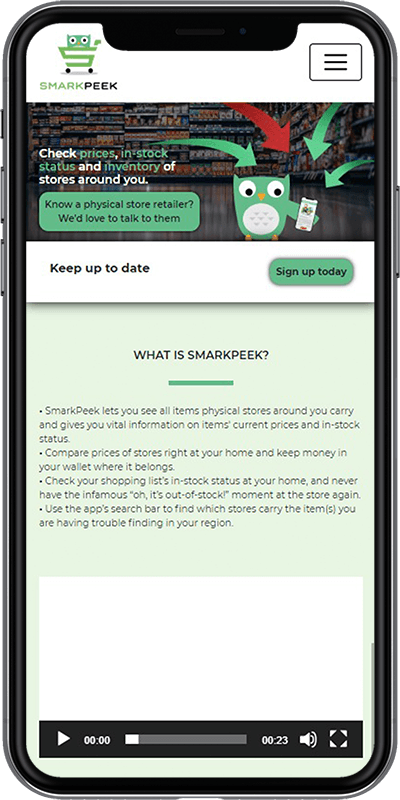 SMARKPEEK
Check prices, in-stock
status and inventory of
stores around you.
Know a physical store retailer?
We'd love to talk to them
Keep up to date
Sign up today
WHAT IS SMARKPEEK?
• SmarkPeek lets you see all items physical stores around you carry
and gives you vital information on items' current prices and in-stock
status.
• Compare prices of stores right at your home and keep money in
your wallet where it belongs.
• Check your shopping list's in-stock status at your home, and never
have the infamous “oh, it's out-of-stock!” moment at the store again.
• Use the app's search bar to find which stores carry the item(s) you
are having trouble finding in your region.
00:00
00:23